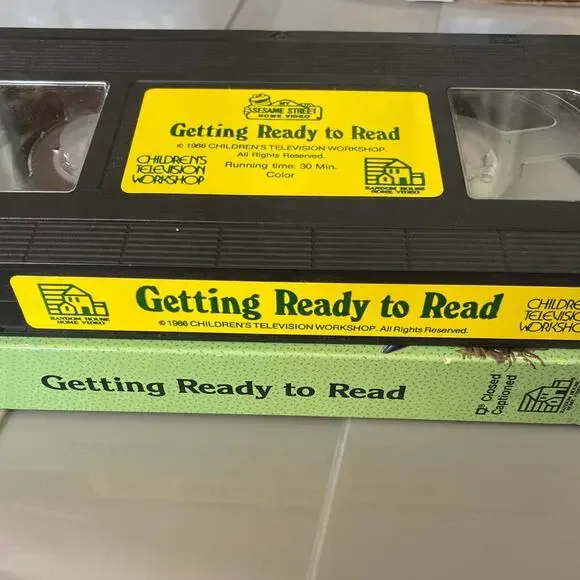 MY
SESAME STREET
HOME VIDEO
Getting Ready to Read
© 1986 CHILDREN'S TELEVISION WORKSHOP.
All Rights Reserved.
Running time: 30 Min.
Color
CHILDREN'S
TELEVISION
WORKSHOP
RANDOM HOUSE
HOME VIDEO
RANDOM HOUSE
HOME VIDEO
Getting Ready to Read
© 1986 CHILDREN'S TELEVISION WORKSHOP. All Rights Reserved.
CHILDREN'S
TELEVISION
WORKSHOP
Getting Ready to Read
Closed
Captioned